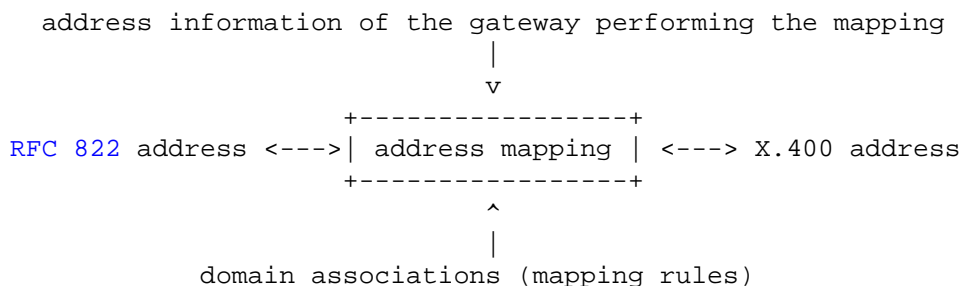 address information of the gateway performing the mapping
|
v
+-----------------+
RFC 822 address <--->| address mapping | <---> X.400 address
+-----------------+
^
|
domain associations (mapping rules)